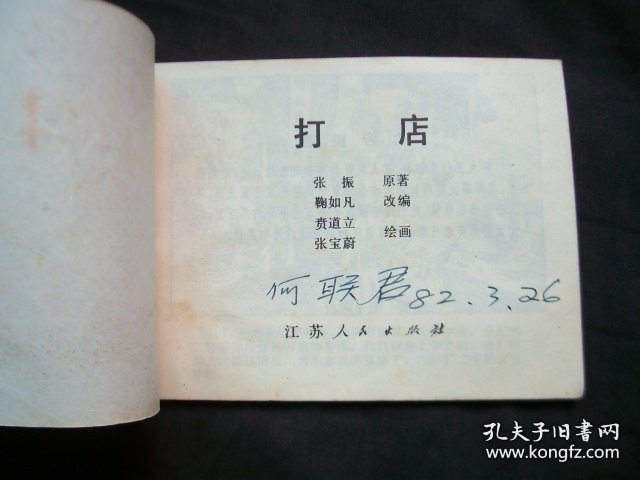 打 店
张 振 原著
鞠如凡 改编
贲道立
张宝蔚 绘画
何联君 82.3.26
江苏人民出版社
孔夫子旧书网
www.kongfz.com